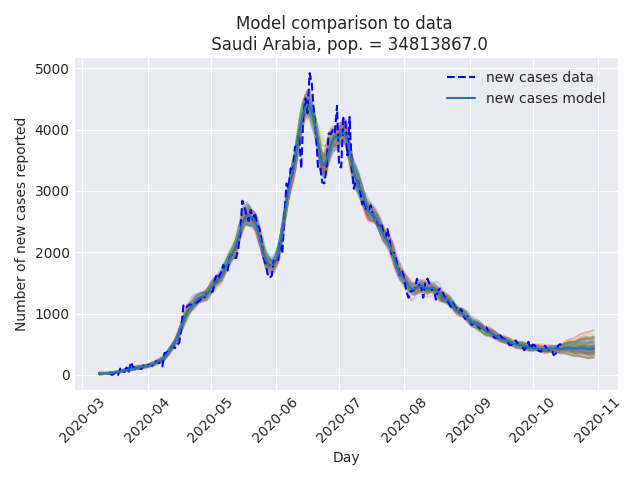 Model comparison to data
Saudi Arabia, pop. = 34813867.0
new cases data
new cases model
Number of new cases reported
5000
4000
3000
2000
1000
0
2020-03
2020-04
2020-05
2020-06
2020-07
2020-08
2020-09
2020-10
2020-11
Day